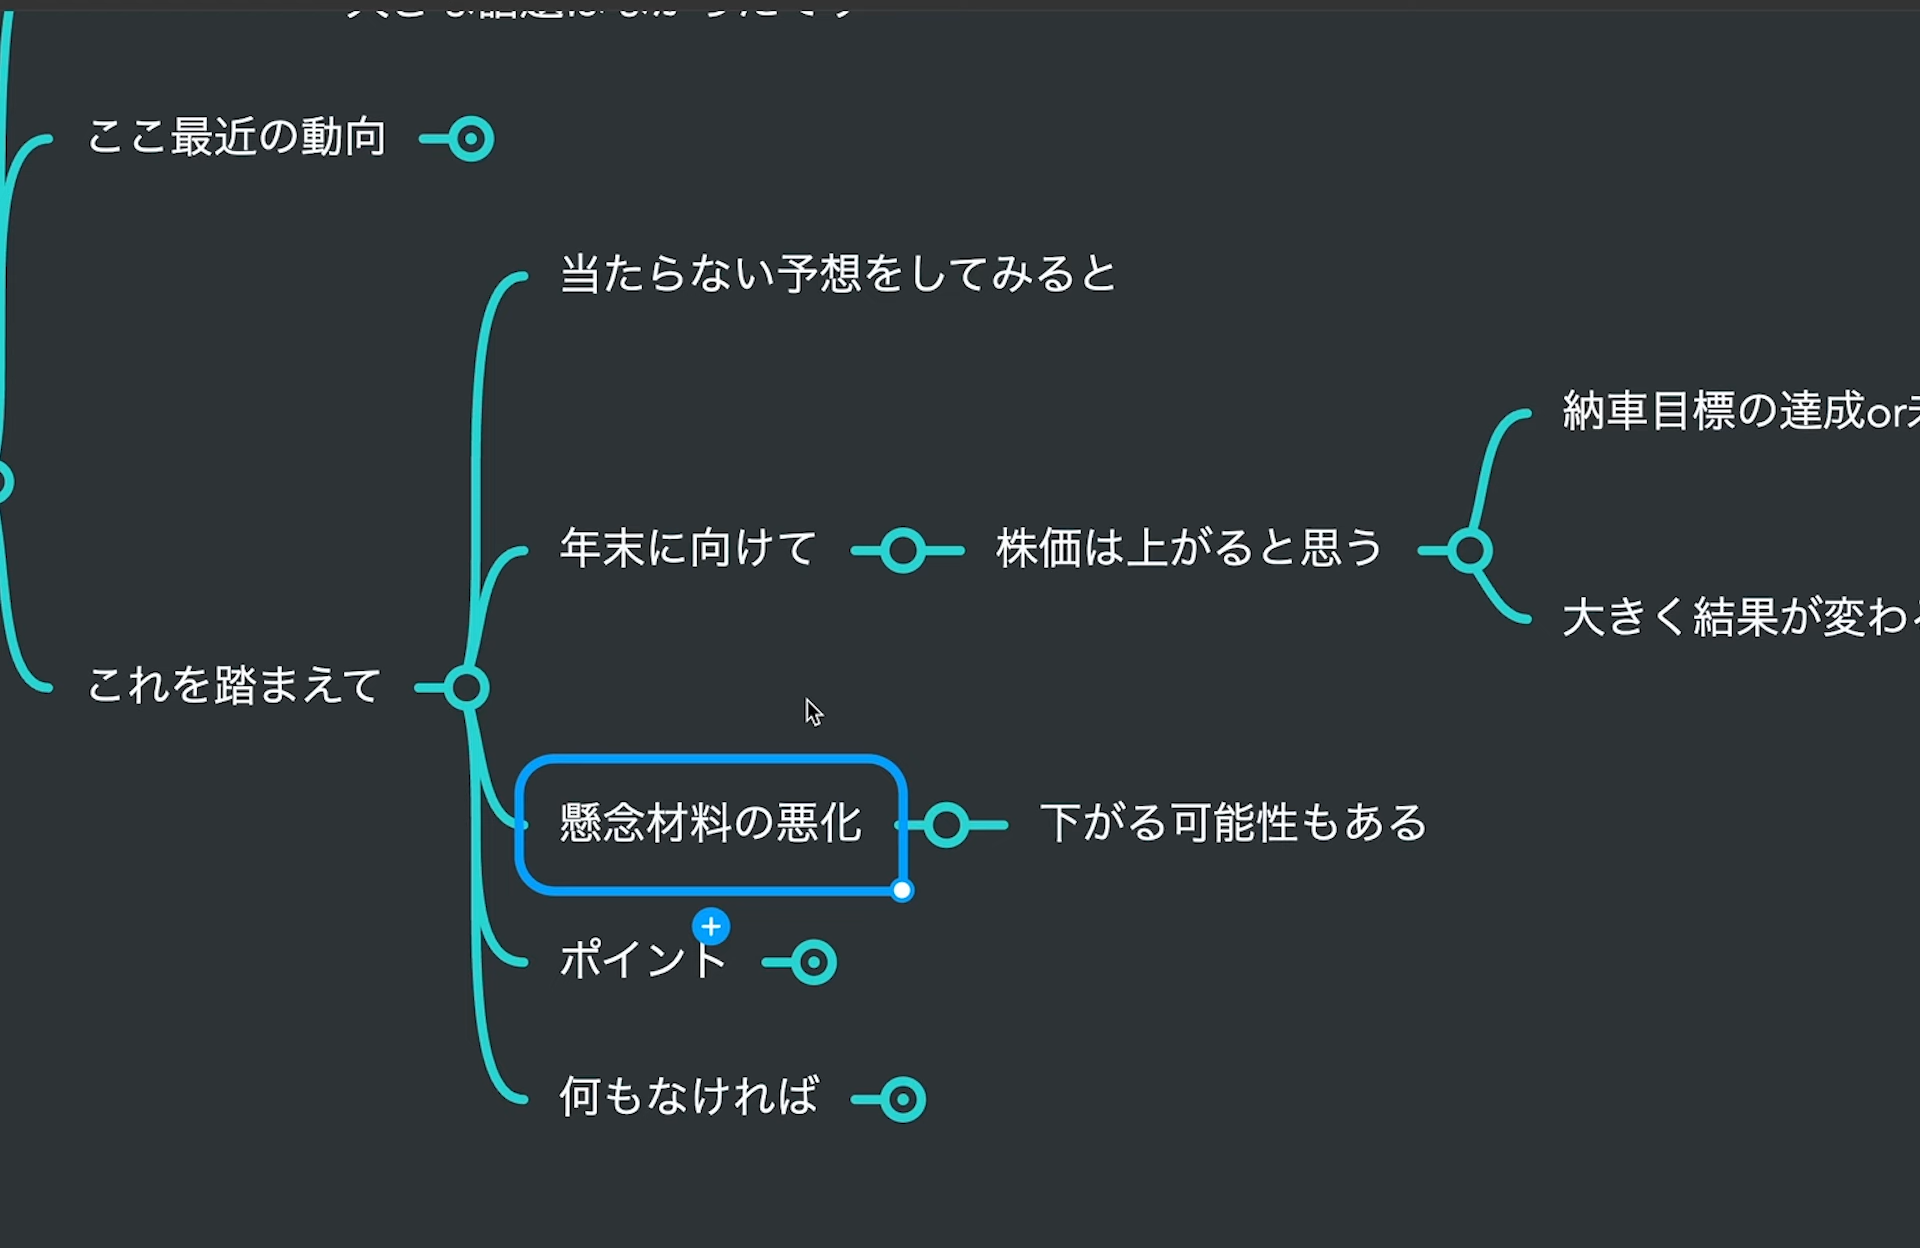 ここ最近の動向
当たらない予想をしてみると
納車目標の達成or
年末に向けて
株価は上がると思う
大きく結果が変わ
これを踏まえて
懸念材料の悪化
下がる可能性もある
ポイント
何もなければ